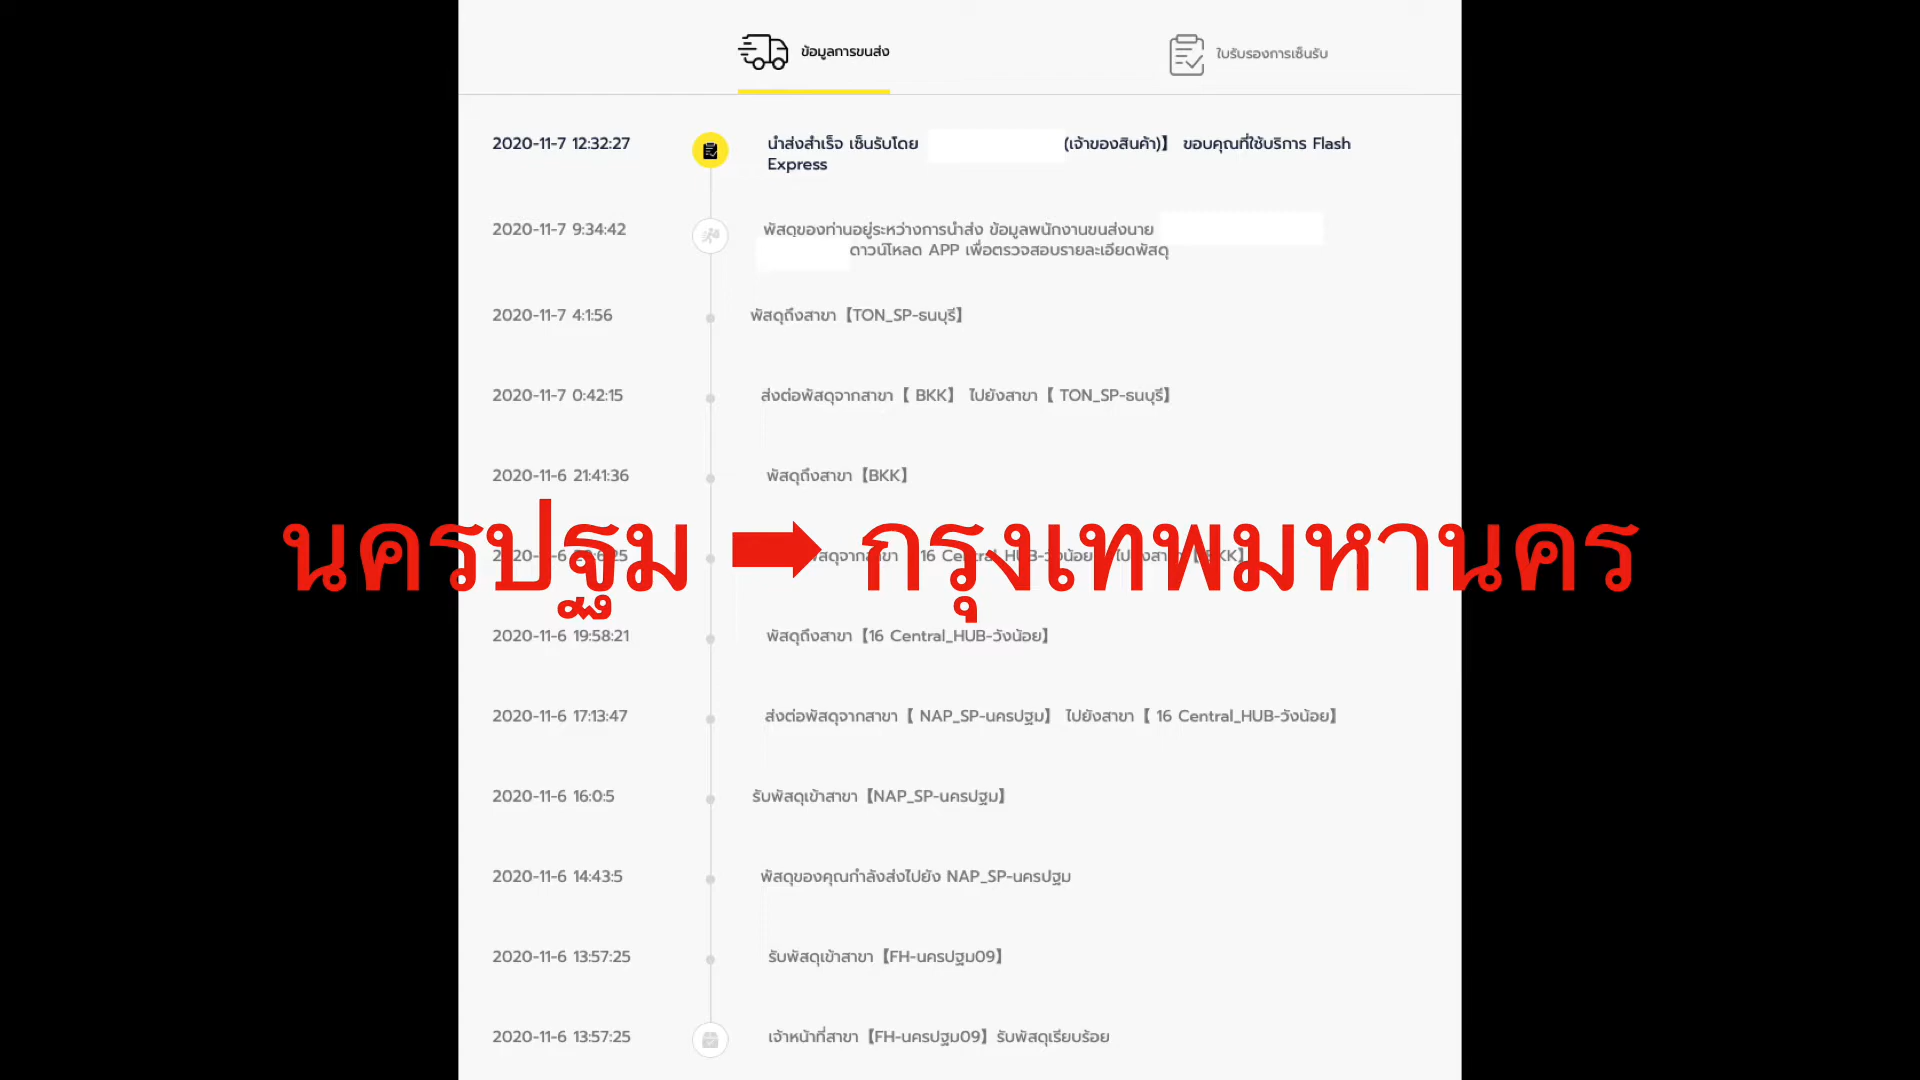 ข้อมูลการขนส่ง
ใบรับรองการเซ็นรับ
2020-11-7 12:32:27
นำส่งสำเร็จ เซ็นรับโดย (เจ้าของสินค้า)】 ขอบคุณที่ใช้บริการ Flash
Express
2020-11-7 9:34:42
พัสดุของท่านอยู่ระหว่างการนำส่ง ข้อมูลพนักงานขนส่งนาย
ดาวน์โหลด APP เพื่อตรวจสอบรายละเอียดพัสดุ
2020-11-7 4:1:56
พัสดุถึงสาขา【TON_SP-ธนบุรี】
2020-11-7 0:42:15
ส่งต่อพัสดุจากสาขา【 BKK】 ไปยังสาขา【 TON_SP-ธนบุรี】
2020-11-6 21:41:36
พัสดุถึงสาขา【BKK】
นครปฐม ➡ กรุงเทพมหานคร
16 Central_HUB-วังน้อย
2020-11-6 19:58:21
พัสดุถึงสาขา【16 Central_HUB-วังน้อย】
2020-11-6 17:13:47
ส่งต่อพัสดุจากสาขา【 NAP_SP-นครปฐม】 ไปยังสาขา【 16 Central_HUB-วังน้อย】
2020-11-6 16:0:5
รับพัสดุเข้าสาขา【NAP_SP-นครปฐม】
2020-11-6 14:43:5
พัสดุของคุณกำลังส่งไปยัง NAP_SP-นครปฐม
2020-11-6 13:57:25
รับพัสดุเข้าสาขา【FH-นครปฐม09】
2020-11-6 13:57:25
เจ้าหน้าที่สาขา【FH-นครปฐม09】รับพัสดุเรียบร้อย